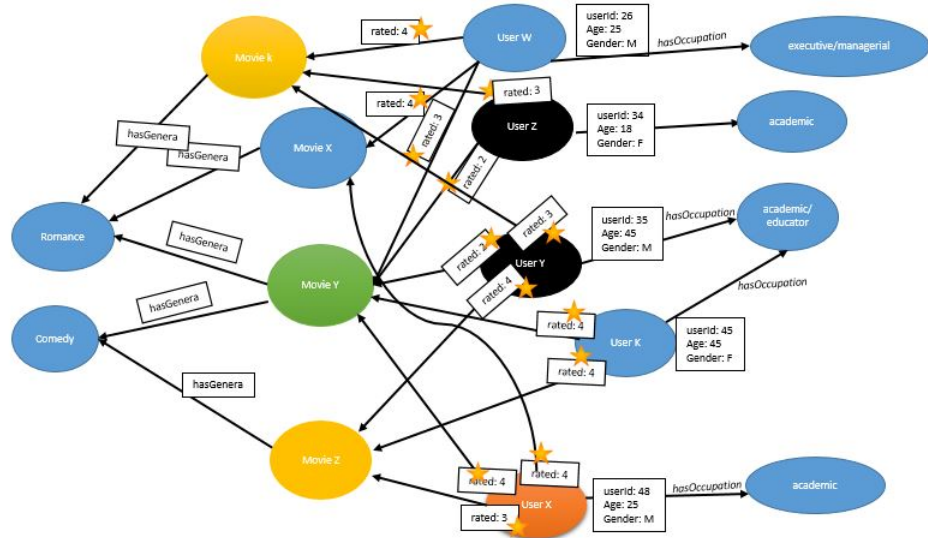 rated: 4
User W
userId: 26
Age: 25
Gender: M
hasOccupation
executive/managerial
Movie k
rated: 4
rated: 3
rated: 3
User Z
userId: 34
Age: 18
Gender: F
academic
hasGenera
hasGenera
Movie X
rated: 2
Romance
hasGenera
Movie Y
rated: 2
rated: 3
User Y
rated: 4
userId: 35
Age: 45
Gender: M
hasOccupation
academic/
educator
hasOccupation
Comedy
hasGenera
rated: 4
User K
rated: 4
userId: 45
Age: 45
Gender: F
hasGenera
Movie Z
rated: 4
rated: 4
rated: 3
User X
userId: 48
Age: 25
Gender: M
hasOccupation
academic